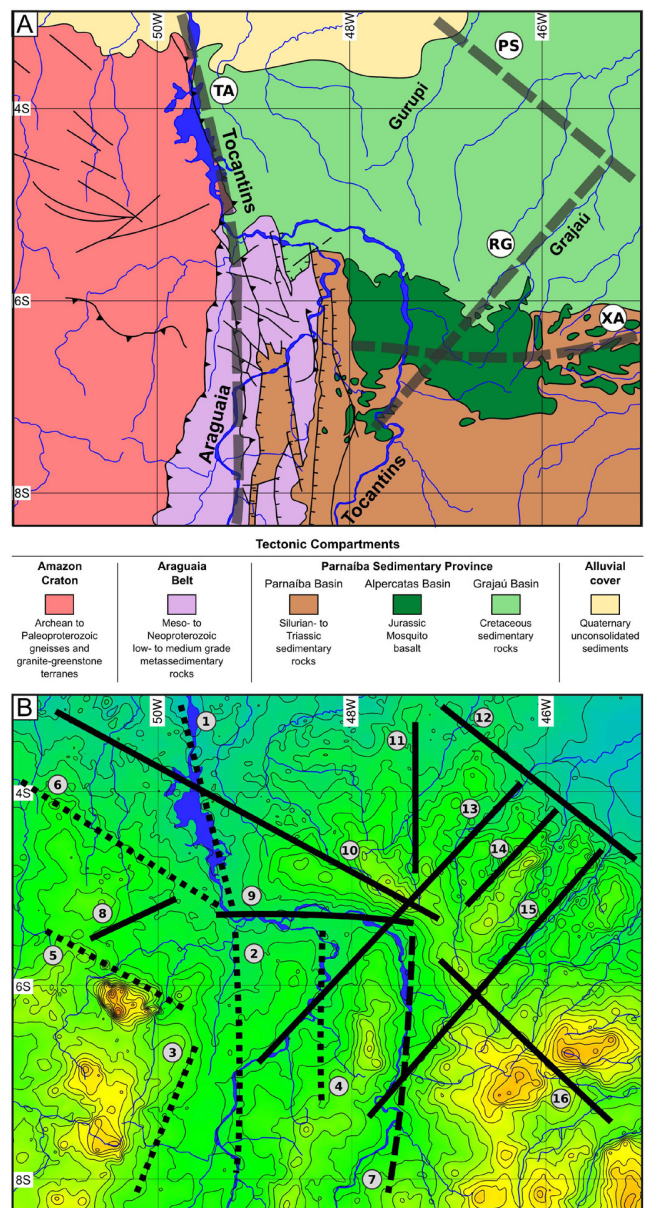 A
50W
48W
46W
PS
TA
4S
Gurupi
Tocantins
Grajaú
RG
6S
XA
Araguaia
8S
Tocantins
Tectonic Compartments
Amazon Craton
Araguaia Belt
Parnaíba Sedimentary Province
Alluvial cover
Parnaíba Basin
Alpercatas Basin
Grajaú Basin
Archean to
Paleoproterozoic
gneisses and
granite-greenstone
terranes
Meso- to
Neoproterozoic
low- to medium grade
metassedimentary
rocks
Silurian- to
Triassic
sedimentary
rocks
Jurassic
Mosquito
basalt
Cretaceous
sedimentary
rocks
Quaternary
unconsolidated
sediments
B
50W
48W
46W
1
11
12
6
4S
13
14
10
9
8
15
5
2
6S
3
4
16
7
8S